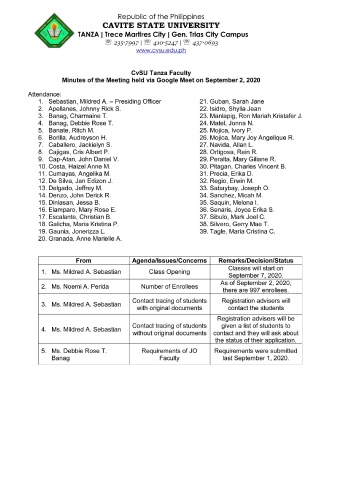 Republic of the Philippines
CAVITE STATE UNIVERSITY
TANZA | Trece Martires City | Gen. Trias City Campus
☏ 235-7997 | ☏ 410-5247 | ☏ 437-0693
www.cvsu.edu.ph
CvSU Tanza Faculty
Minutes of the Meeting held via Google Meet on September 2, 2020
Attendance:
1. Sebastian, Mildred A. – Presiding Officer
2. Apellanes, Johnny Rick S.
3. Banag, Charmaine T.
4. Banag, Debbie Rose T.
5. Banate, Ritch M.
6. Borilla, Audreyson H.
7. Caballero, Jackielyn S.
8. Cajigas, Cris Albert P.
9. Cap-Atan, John Daniel V.
10. Costa, Haizel Anne M.
11. Cumayas, Angelika M.
12. De Silva, Jan Edizon J.
13. Delgado, Jeffrey M.
14. Denzo, John Derick R.
15. Dinlasan, Jessa B.
16. Elamparo, Mary Rose E.
17. Escalante, Christian B.
18. Galicha, Maria Kristina P.
19. Gaunia, Jonerizza L.
20. Granada, Anne Marielle A.
21. Guban, Sarah Jane
22. Isidro, Shylla Jean
23. Manlapig, Ron Mariah Kristafer J.
24. Matel, Jonna N.
25. Mojica, Ivory P.
26. Mojica, Mary Joy Angelique R.
27. Navida, Allan L.
28. Ortigosa, Rein R.
29. Peralta, Mary Gillane R.
30. Pitagan, Charles Vincent B.
31. Precia, Erika D.
32. Regio, Erwin M.
33. Sabaybay, Joseph O.
34. Sanchez, Micah M.
35. Saquin, Melona I.
36. Senaris, Joyce Erika S.
37. Sibulo, Mark Joel C.
38. Silvero, Gerry Mae T.
39. Tagle, Maria Cristina C.
From Agenda/Issues/Concerns Remarks/Decision/Status
1. Ms. Mildred A. Sebastian Class Opening Classes will start on
September 7, 2020.
2. Ms. Noemi A. Perida Number of Enrollees As of September 2, 2020,
there are 997 enrollees.
3. Ms. Mildred A. Sebastian Contact tracing of students
with original documents Registration advisers will
contact the students
4. Ms. Mildred A. Sebastian Contact tracing of students
without original documents Registration advisers will be
given a list of students to
contact and they will ask about
the status of their application.
5. Ms. Debbie Rose T.
Banag Requirements of JO
Faculty Requirements were submitted
last September 1, 2020.